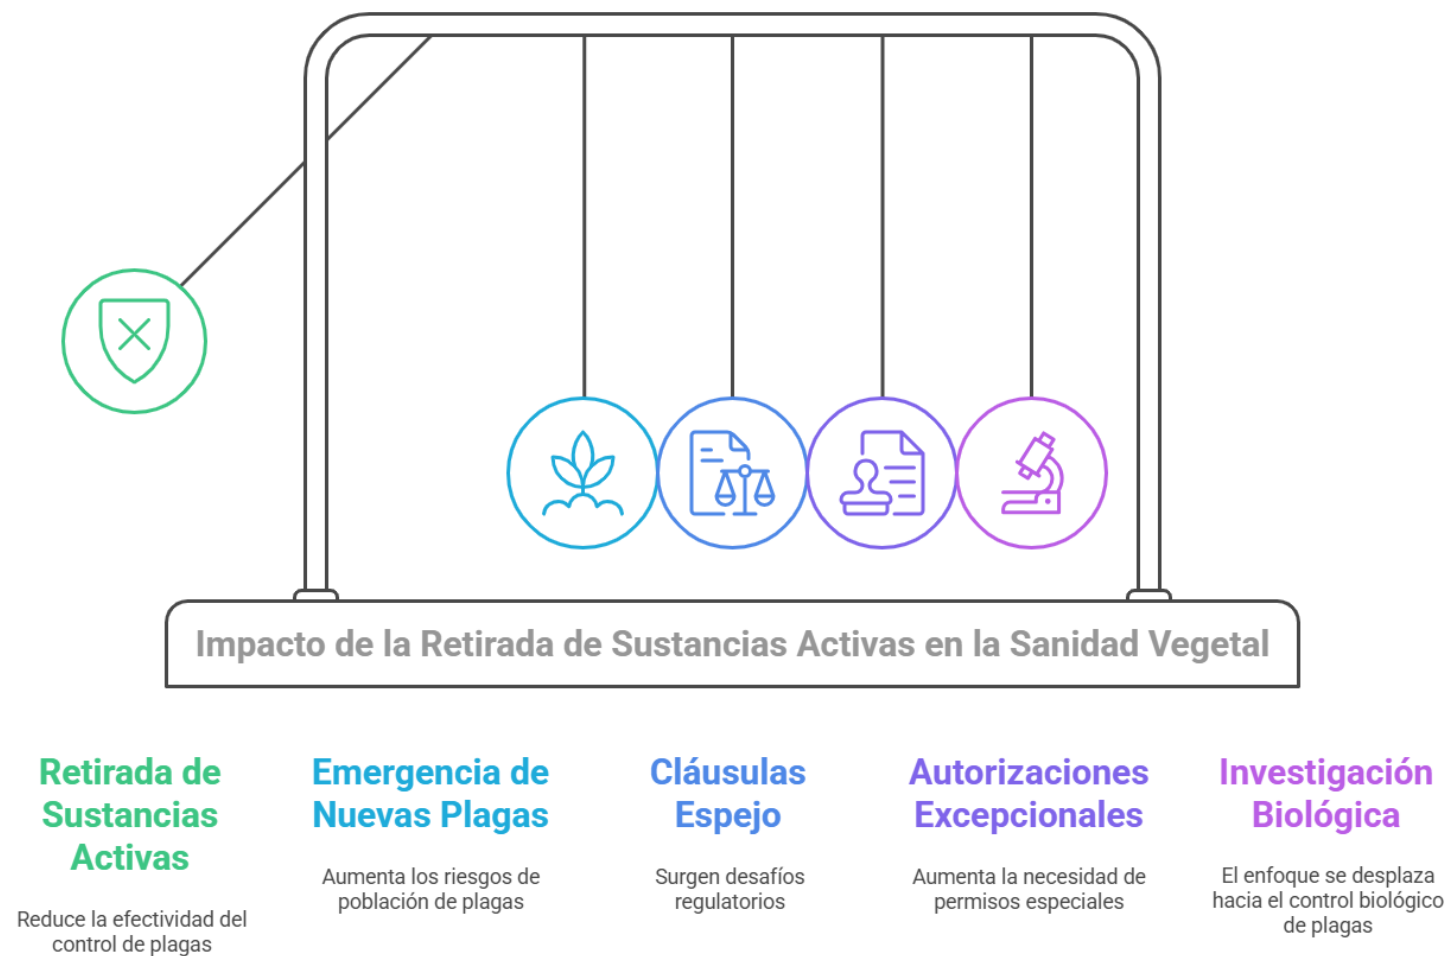 Impacto de la Retirada de Sustancias Activas en la Sanidad Vegetal
Retirada de
Sustancias
Activas
Reduce la efectividad del
control de plagas
Emergencia de
Nuevas Plagas
Aumenta los riesgos de
población de plagas
Cláusulas
Espejo
Surgen desafíos
regulatorios
Autorizaciones
Excepcionales
Aumenta la necesidad de
permisos especiales
Investigación
Biológica
El enfoque se desplaza
hacia el control biológico
de plagas